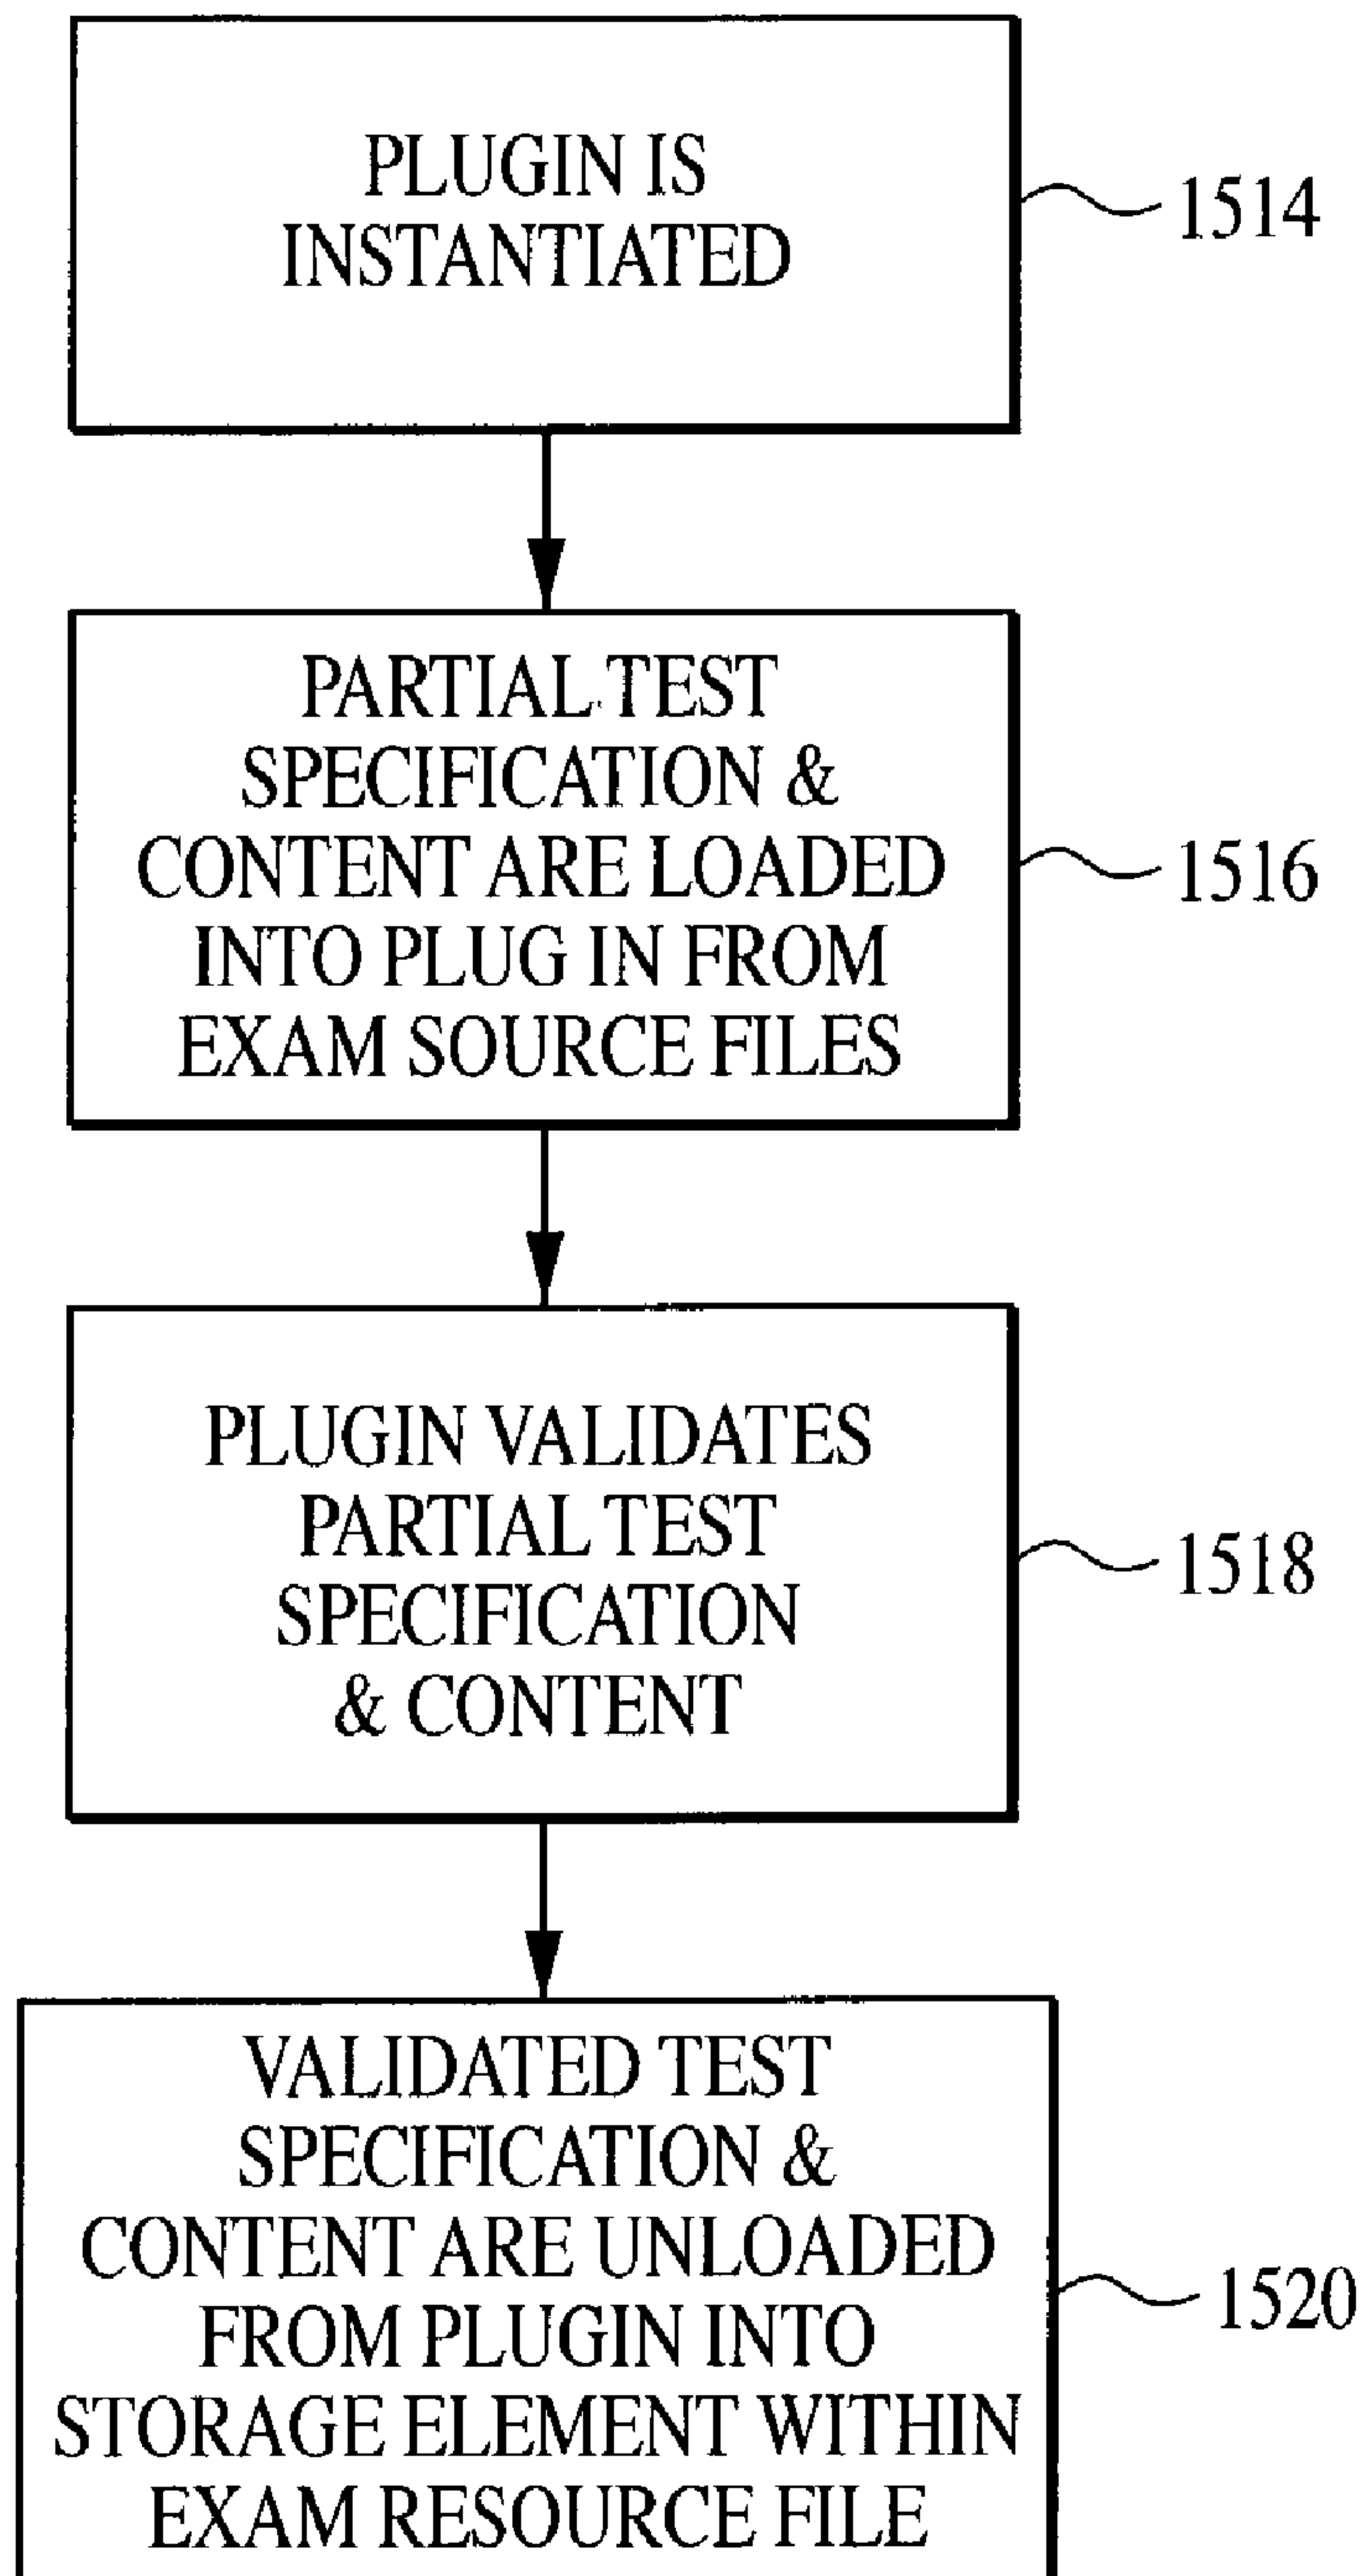 PLUGIN IS
INSTANTIATED
1514
PARTIAL TEST
SPECIFICATION &
CONTENT ARE LOADED
INTO PLUG IN FROM
EXAM SOURCE FILES
1516
PLUGIN VALIDATES
PARTIAL TEST
SPECIFICATION
& CONTENT
1518
VALIDATED TEST
SPECIFICATION &
CONTENT ARE UNLOADED
FROM PLUGIN INTO
STORAGE ELEMENT WITHIN
EXAM RESOURCE FILE
1520